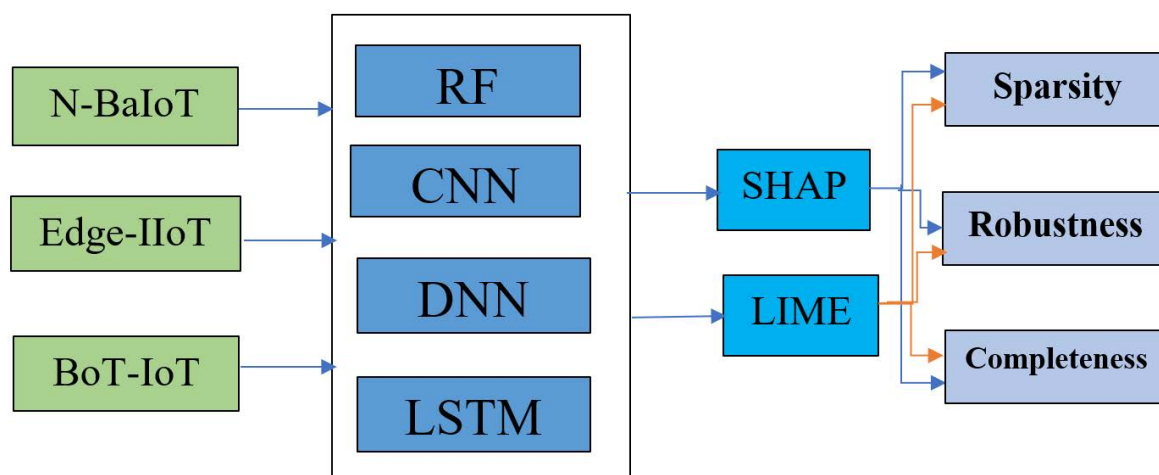 N-BaIoT
Edge-IIoT
BoT-IoT
RF
CNN
DNN
LSTM
SHAP
LIME
Sparsity
Robustness
Completeness